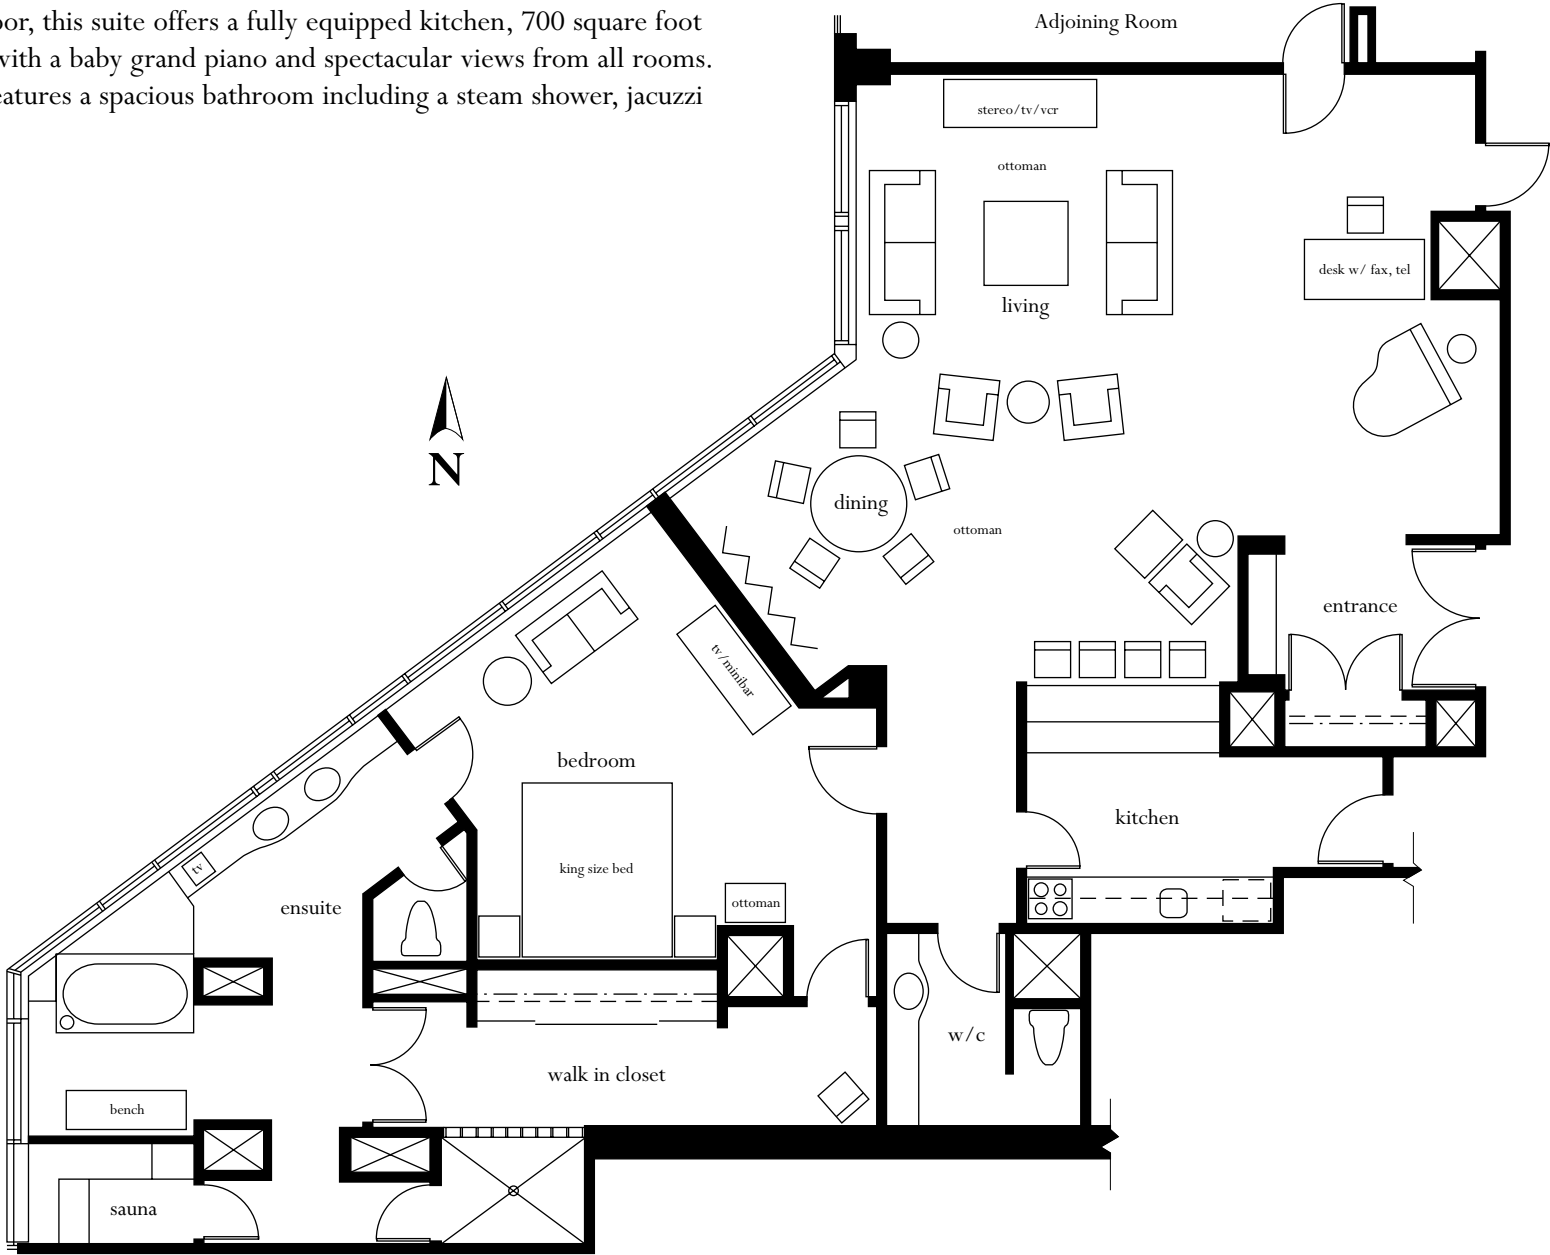 oor, this suite offers a fully equipped kitchen, 700 square foot
with a baby grand piano and spectacular views from all rooms.
eatures a spacious bathroom including a steam shower, jacuzzi
Adjoining Room
stereo/tv/vcr
ottoman
desk w/ fax, tel
living
N
dining
ottoman
entrance
tv/minibar
bedroom
kitchen
king size bed
tv
ottoman
ensuite
w/c
walk in closet
bench
sauna